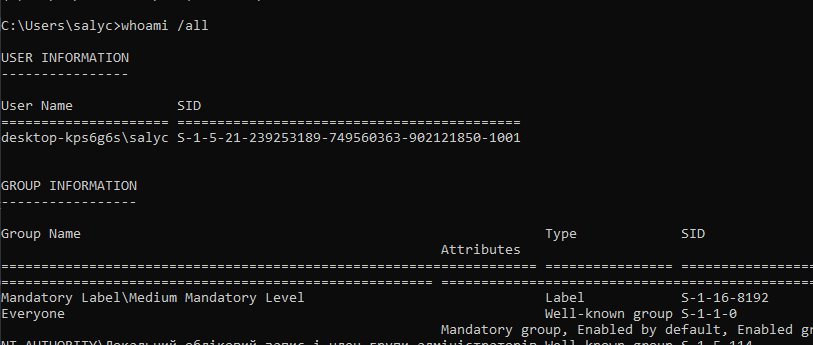 C:\Users\salyc>whoami /all
USER INFORMATION
----------------
User Name SID
===================== ===========================================
desktop-kps6g6s\salyc S-1-5-21-239253189-749560363-902121850-1001
GROUP INFORMATION
-----------------
Group Name Type SID
Attributes
Mandatory Label\Medium Mandatory Level Label S-1-16-8192
Everyone Well-known group S-1-1-0
Mandatory group, Enabled by default, Enabled gr
NT AUTHORITY\Локальний обліковий запис і член групи адміністраторів Well-known group S-1-5-114